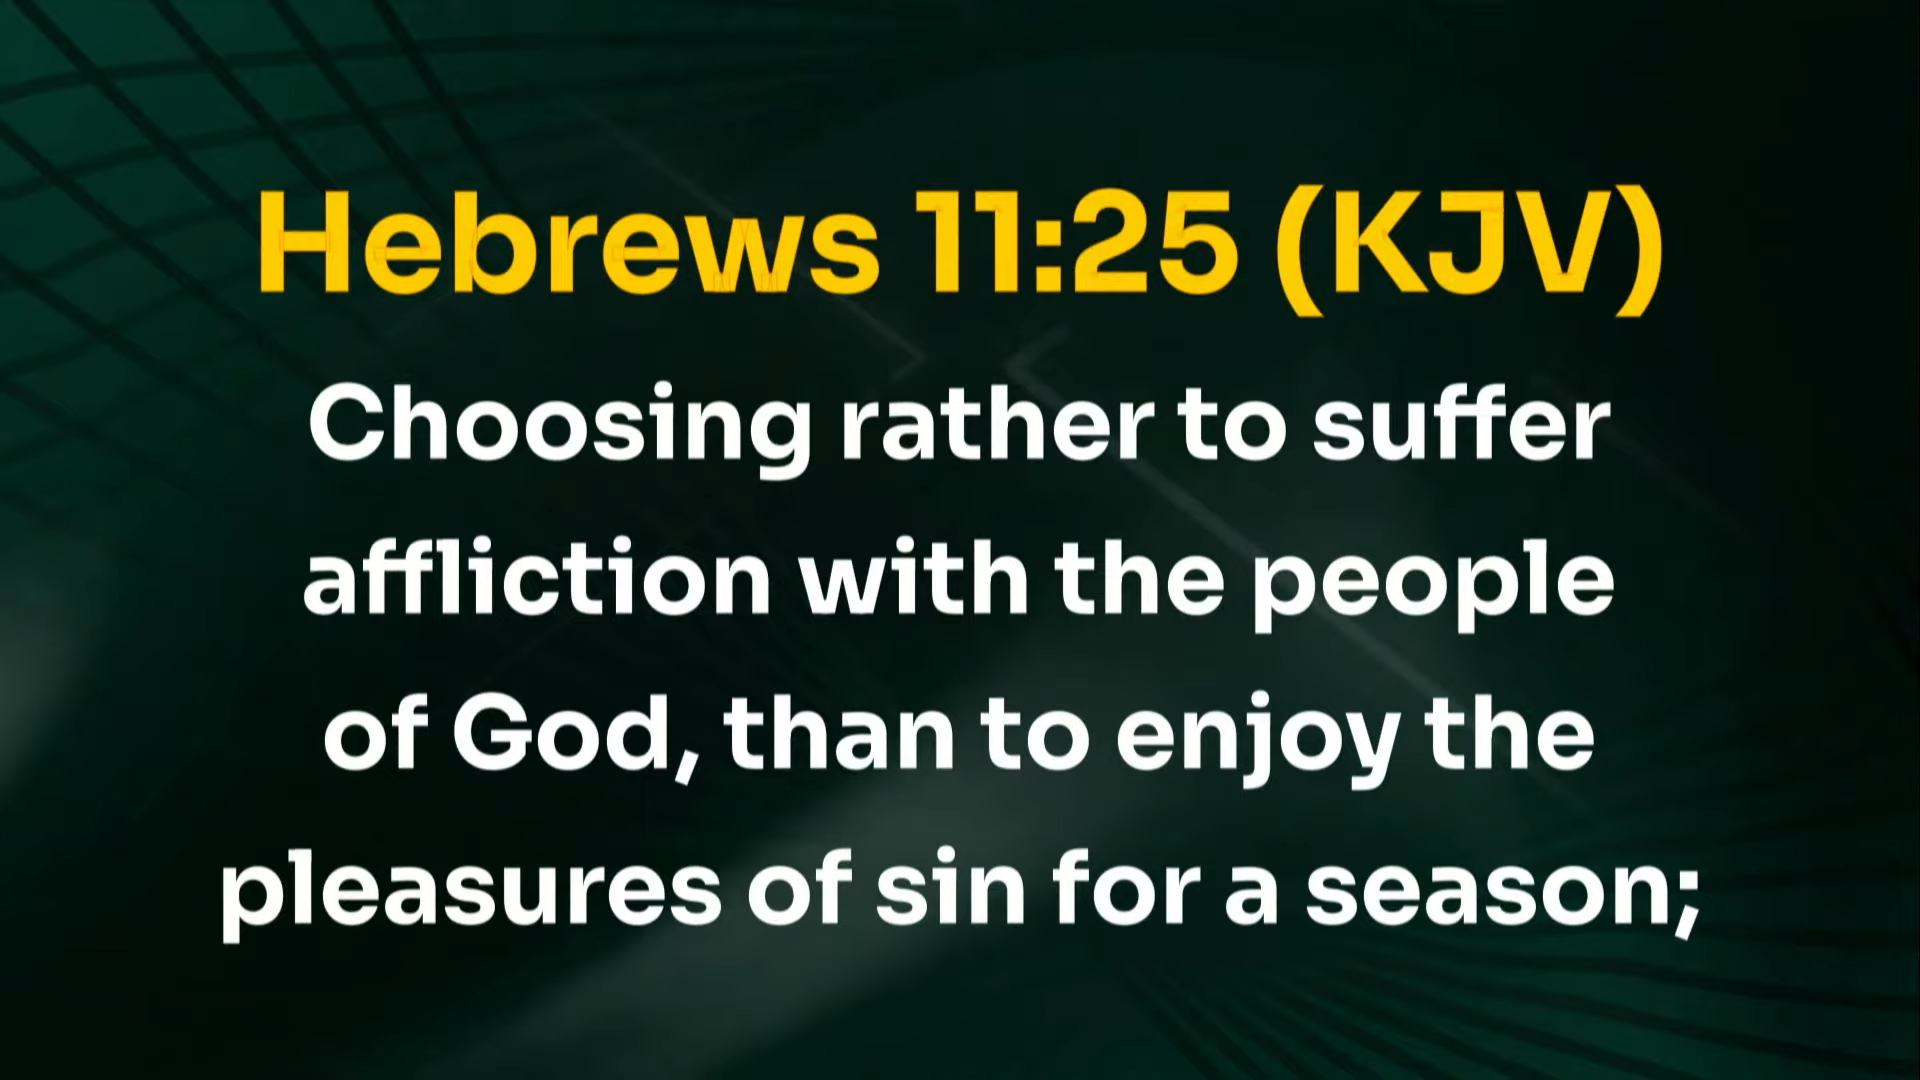 Hebrews 11:25 (KJV)
Choosing rather to suffer
affliction with the people
of God, than to enjoy the
pleasures of sin for a season;